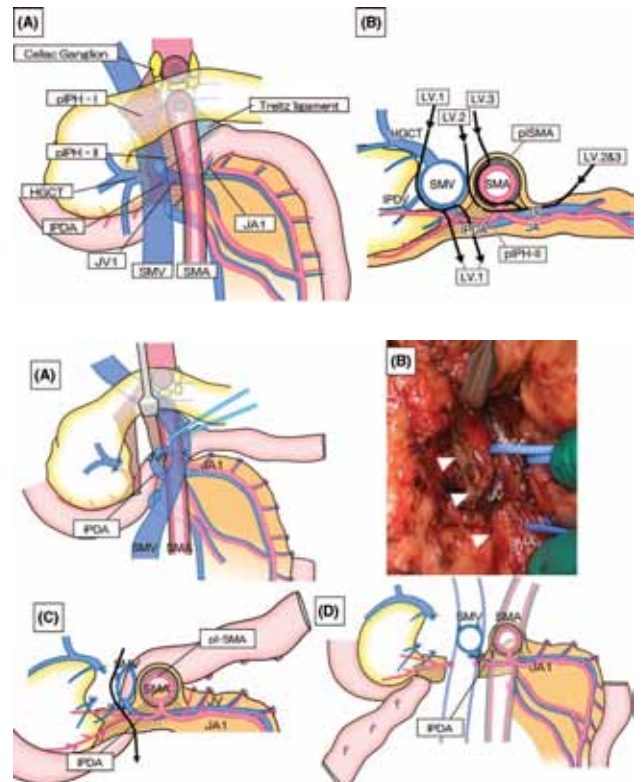 (A)
Celiac Ganglion
plPH - I
Treitz ligament
plPH - II
HGCT
IPDA
JA1
JV1
SMV
SMA
(B)
LV.1
LV.2
LV.3
plSMA
HGCT
LV.2&3
SMV
SMA
IPDV
IPDA
JA
plPH-II
LV.1
(A)
JA1
IPDA
SMV
SMA
(B)
(C)
pl-SMA
SMV
SMA
JA1
IPDA
(D)
SMV
SMA
JA1
IPDA